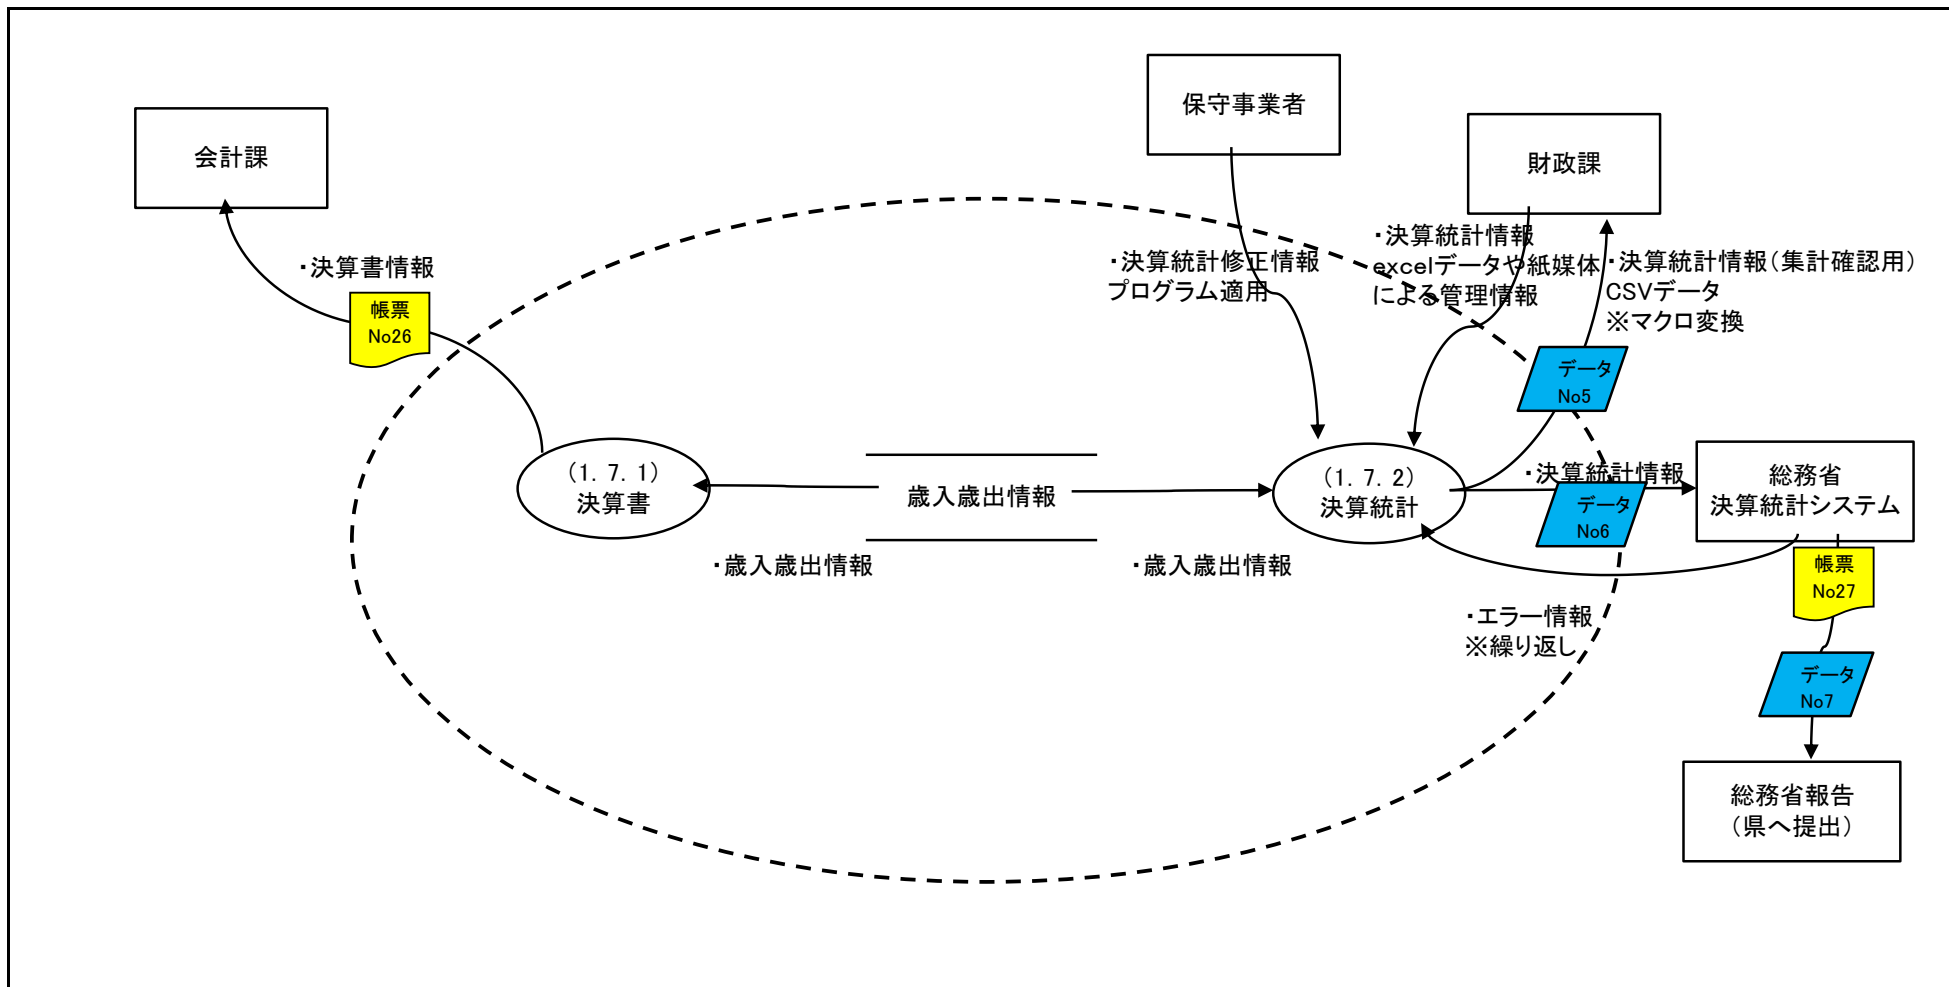 保守事業者
会計課
財政課
・決算書情報
帳票
No26
・決算統計修正情報
プログラム適用
・決算統計情報
excelデータや紙媒体
による管理情報
・決算統計情報(集計確認用)
CSVデータ
※マクロ変換
データ
No5
(1.7.1)
決算書
歳入歳出情報
(1.7.2)
決算統計
・決算統計情報
データ
No6
総務省
決算統計システム
・歳入歳出情報
・歳入歳出情報
帳票
No27
・エラー情報
※繰り返し
データ
No7
総務省報告
(県へ提出)